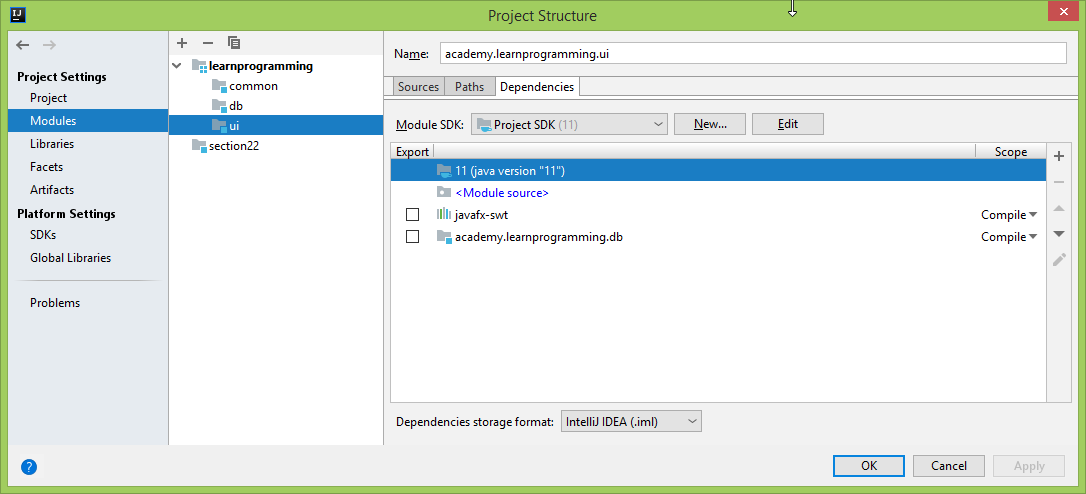 IJ
Project Structure
Project Settings
Project
Modules
Libraries
Facets
Artifacts
Platform Settings
SDKs
Global Libraries
Problems
learnprogramming
common
db
ui
section22
Name: academy.learnprogramming.ui
Sources Paths Dependencies
Module SDK: Project SDK (11) New... Edit
Export Scope
11 (java version "11")
<Module source>
javafx-swt Compile
academy.learnprogramming.db Compile
Dependencies storage format: IntelliJ IDEA (.iml)
? OK Cancel Apply